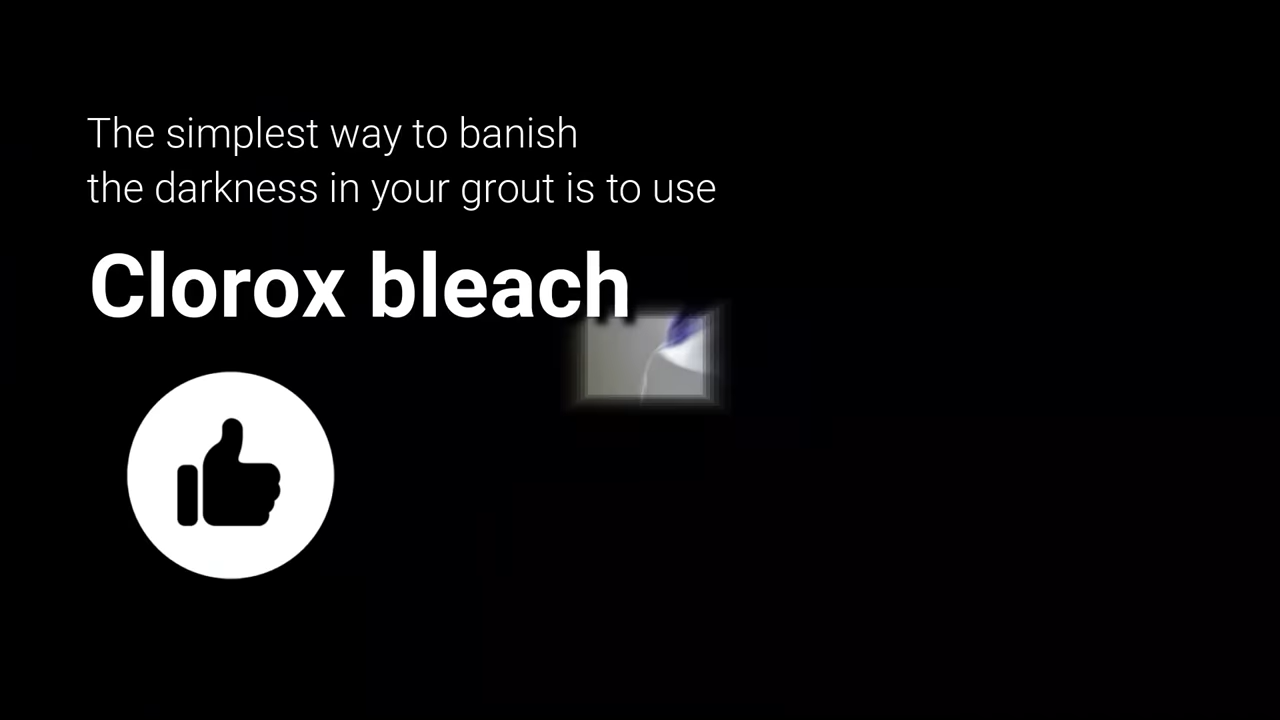 The simplest way to banish
the darkness in your grout is to use
Clorox bleach